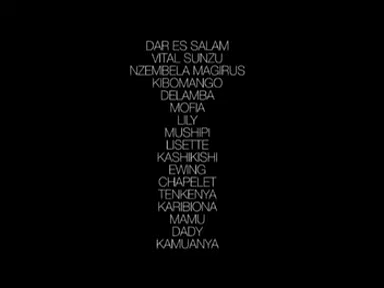 DAR ES SALAM
VITAL SUNZU
NZEMBELA MAGIRUS
KIBOMANGO
DELAMBA
MOFIA
LILY
MUSHIPI
LISETTE
KASHIKISHI
EWING
CHAPELET
TENKENYA
KARIBIONA
MAMU
DADY
KAMUANYA